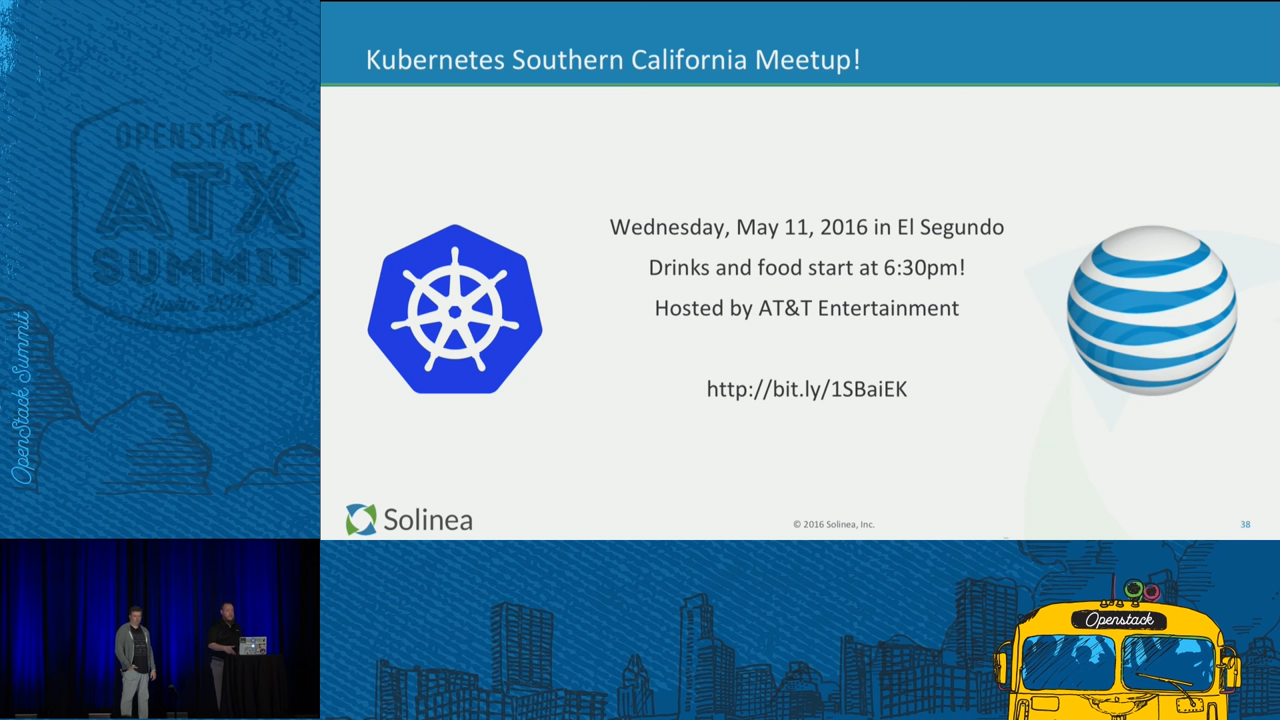 Kubernetes Southern California Meetup!
OPENSTACK
ATX
SUMMIT
Austin 2016
OpenStack Summit
Wednesday, May 11, 2016 in El Segundo
Drinks and food start at 6:30pm!
Hosted by AT&T Entertainment
http://bit.ly/1SBaiEK
Solinea
© 2016 Solinea, Inc.
38
Openstack